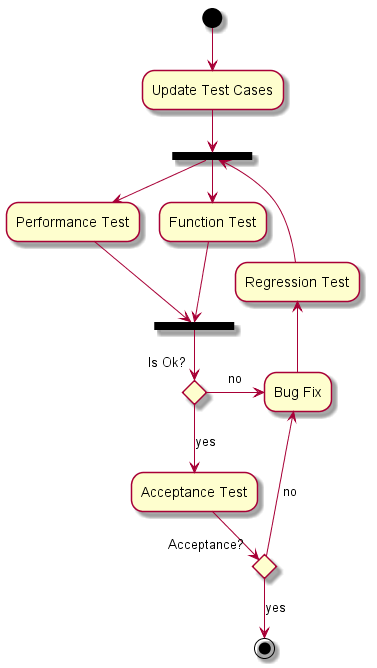 Update Test Cases
Performance Test
Function Test
Regression Test
Is Ok?
no
Bug Fix
yes
Acceptance Test
no
Acceptance?
yes